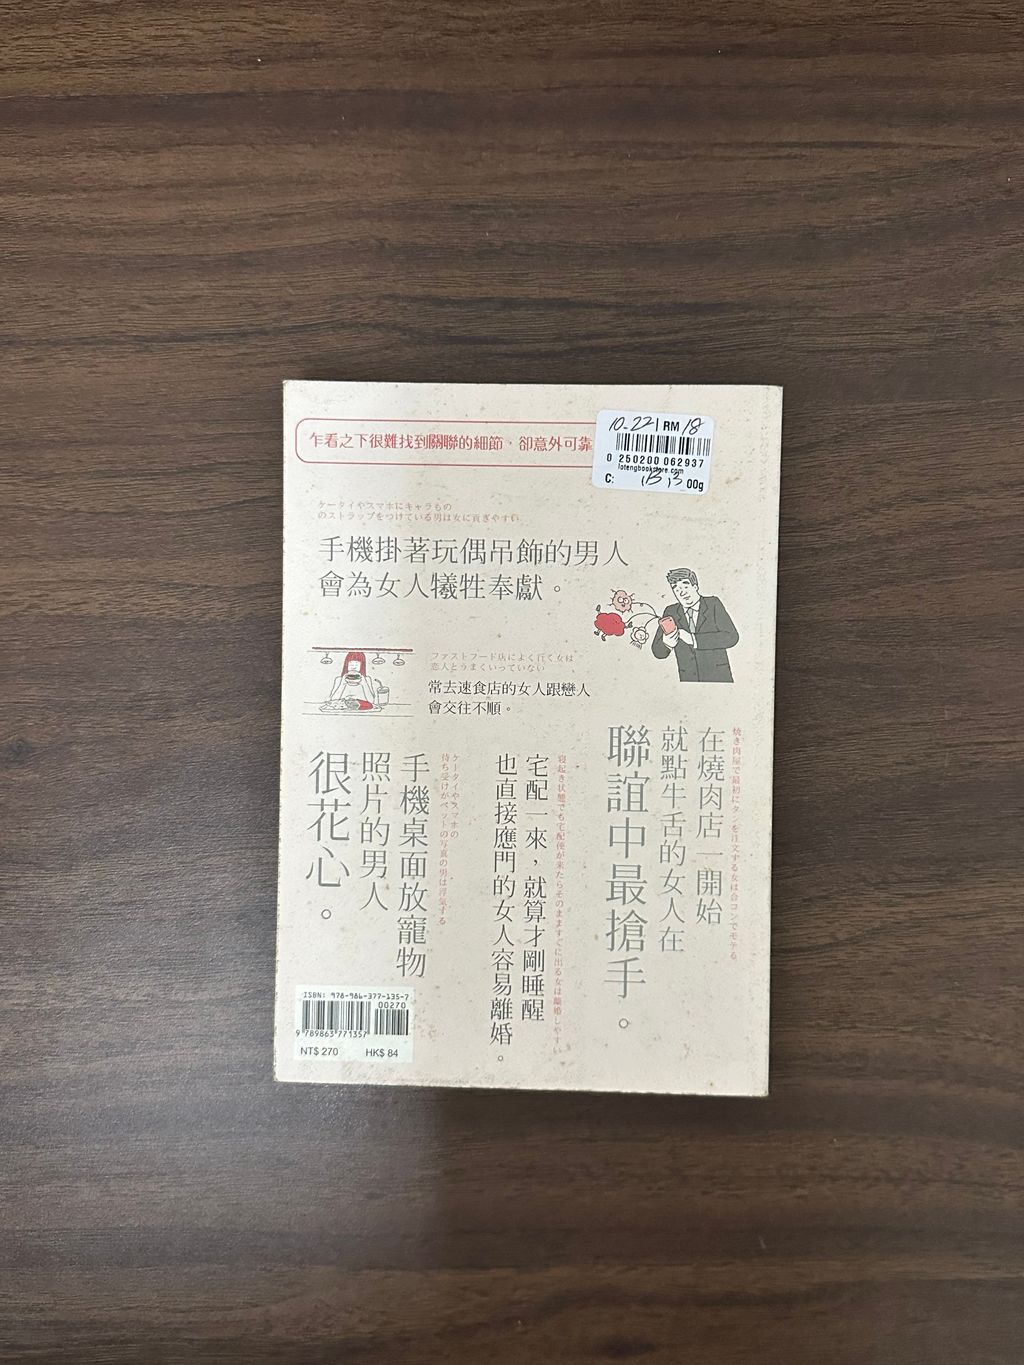 乍看之下很難找到關聯的細節，卻意外可靠
10-221 RM 18
0 250200 062937
lotengbookstore.com
C: 00g
ケータイやスマホにキャラもの
のストラップをつけている男は女に貢ぎやすい
手機掛著玩偶吊飾的男人
會為女人犧牲奉獻。
ファストフード店によく行く女は
恋人とうまくいっていない
常去速食店的女人跟戀人
會交往不順。
焼き肉屋で最初にタンを注文する女は合コンでモテる
在燒肉店一開始
就點牛舌的女人在
聯誼中最搶手。
寝起き状態でも宅配便が来たらそのまますぐに出る女は離婚しやすい
宅配一來，就算才剛睡醒
也直接應門的女人容易離婚。
ケータイやスマホの
待ち受けがペットの写真の男は浮気する
手機桌面放寵物
照片的男人
很花心。
ISBN: 978-986-377-135-7
00270
9 789863 771357
NT$ 270 HK$ 84